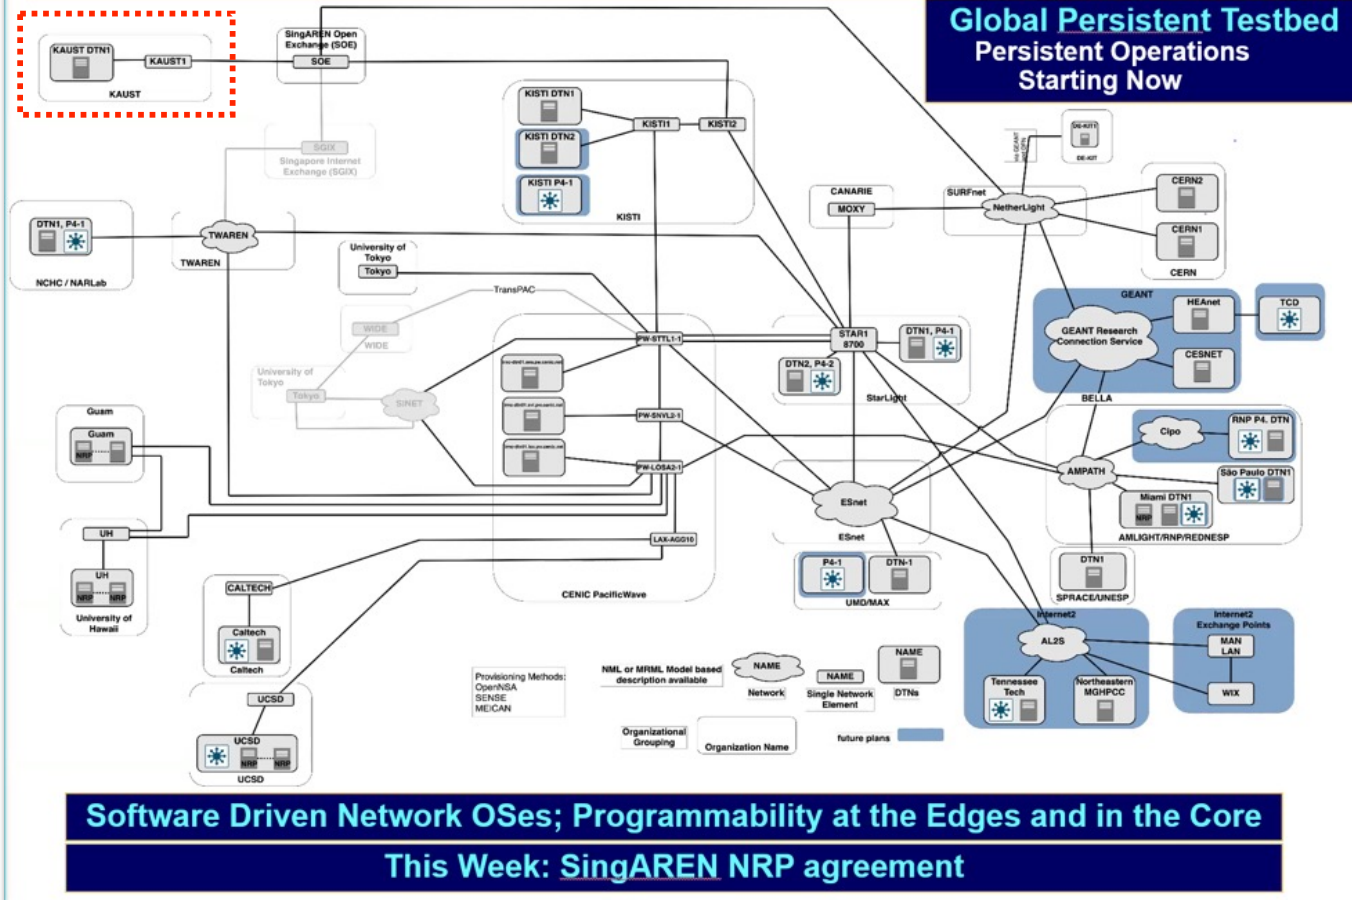 Global Persistent Testbed
Persistent Operations
Starting Now
SingAREN Open
Exchange (SOE)
SOE
KAUST DTN1
KAUST1
KAUST
SGIX
Singapore Internet
Exchange (SGIX)
KISTI DTN1
KISTI DTN2
KISTI P4-1
KISTI1
KISTI2
KISTI
DE-KIT1
DE-KIT
CANARIE
MOXY
SURFnet
NetherLight
CERN2
CERN1
CERN
DTN1, P4-1
NCHC / NARLab
TWAREN
TWAREN
University of
Tokyo
Tokyo
TransPAC
WIDE
WIDE
University of
Tokyo
Tokyo
SINET
PW-STTL1-1
PW-SNVL2-1
PW-LOSA2-1
LAX-AGG10
CENIC PacificWave
STAR1
8700
DTN1, P4-1
DTN2, P4-2
StarLight
GEANT
GEANT Research
Connection Service
HEAnet
CESNET
TCD
BELLA
Cipo
RNP P4. DTN
AMPATH
São Paulo DTN1
Miami DTN1
NRP
AMLIGHT/RNP/REDNESP
DTN1
SPRACE/UNESP
ESnet
ESnet
P4-1
DTN-1
UMD/MAX
Guam
Guam
NRP
UH
UH
NRP
NRP
University of
Hawaii
CALTECH
Caltech
Caltech
UCSD
UCSD
NRP
NRP
UCSD
Internet2
AL2S
Tennessee
Tech
Northeastern
MGHPCC
Internet2
Exchange Points
MAN
LAN
WIX
Provisioning Methods:
OpenNSA
SENSE
MEICAN
NML or MRML Model based
description available
NAME
Network
NAME
Single Network
Element
NAME
DTNs
Organizational
Grouping
Organization Name
future plans
Software Driven Network OSes; Programmability at the Edges and in the Core
This Week: SingAREN NRP agreement